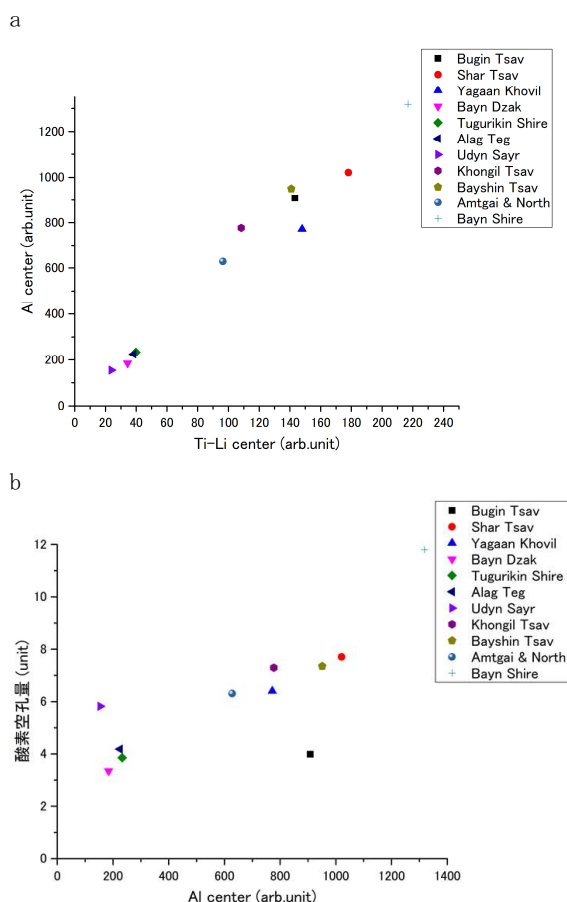 a
Bugin Tsav
Shar Tsav
Yagaan Khovil
Bayn Dzak
Tugurikin Shire
Alag Teg
Udyn Sayr
Khongil Tsav
Bayshin Tsav
Amtgai & North
Bayn Shire
1200
1000
800
600
400
200
0
Al center (arb.unit)
0 20 40 60 80 100 120 140 160 180 200 220 240
Ti-Li center (arb.unit)
b
Bugin Tsav
Shar Tsav
Yagaan Khovil
Bayn Dzak
Tugurikin Shire
Alag Teg
Udyn Sayr
Khongil Tsav
Bayshin Tsav
Amtgai & North
Bayn Shire
12
10
8
6
4
2
0
酸素空孔量 (unit)
0 200 400 600 800 1000 1200 1400
Al center (arb.unit)